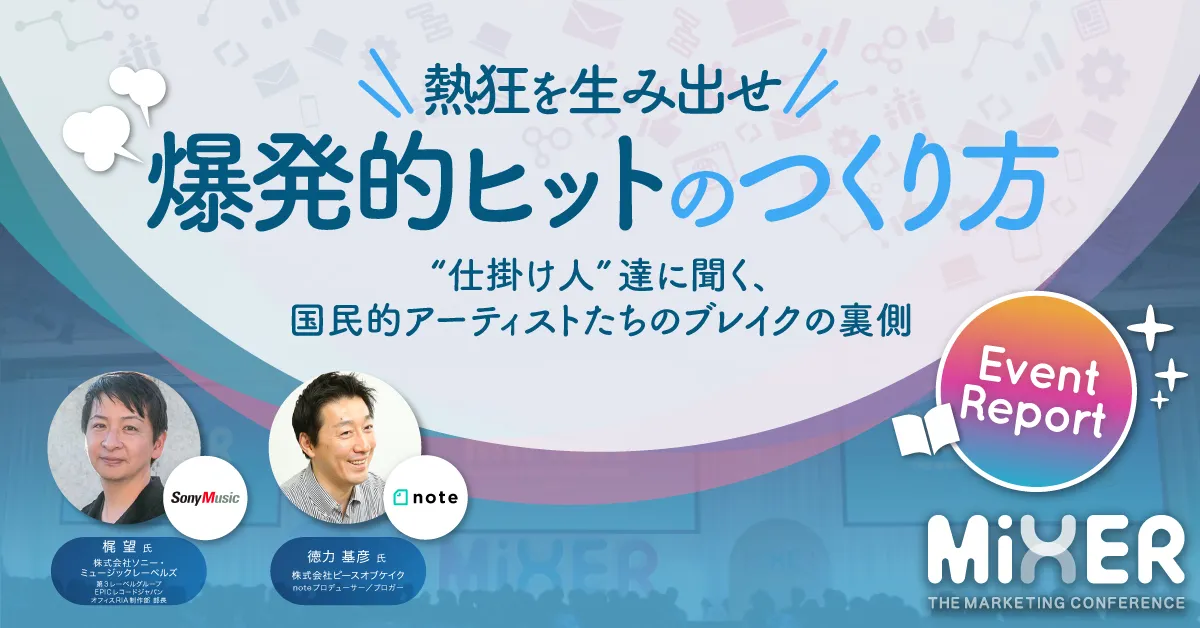 熱狂を生み出せ
爆発的ヒットのつくり方
“仕掛け人”達に聞く、
国民的アーティストたちのブレイクの裏側
Event
Report
SonyMusic
note
梶 望 氏
株式会社ソニー・
ミュージックレーベルズ
第3レーベルグループ
EPICレコードジャパン
オフィスRIA制作部 部長
徳力 基彦 氏
株式会社ピースオブケイク
noteプロデューサー／ブロガー
MiXER
MiXER
THE MARKETING CONFERENCE